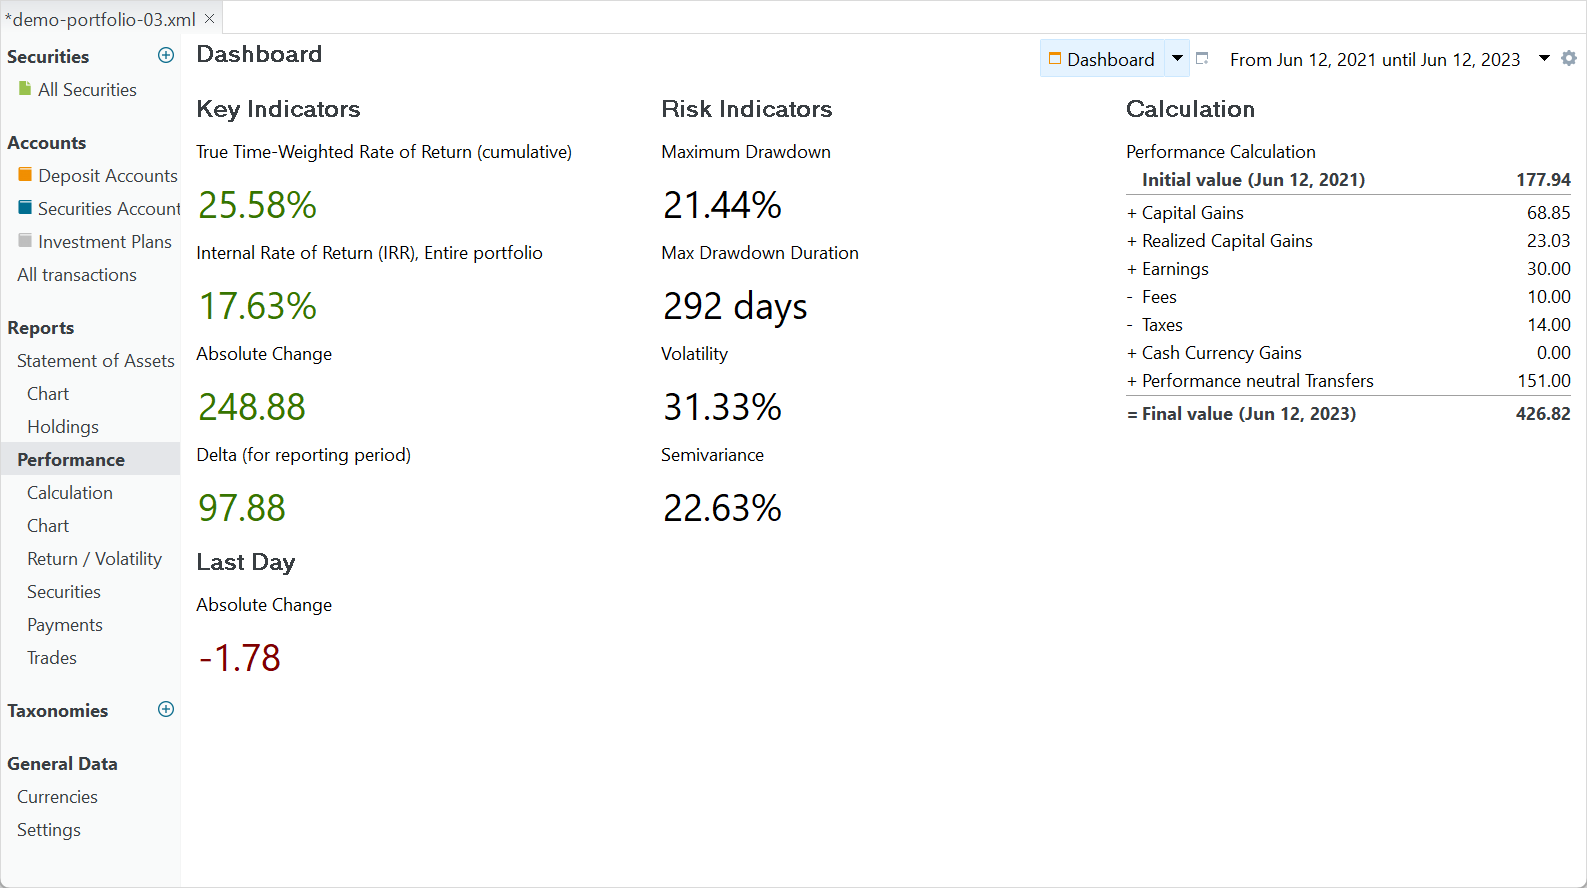 *demo-portfolio-03.xml
Securities
All Securities
Accounts
Deposit Accounts
Securities Account
Investment Plans
All transactions
Reports
Statement of Assets
Chart
Holdings
Performance
Calculation
Chart
Return / Volatility
Securities
Payments
Trades
Taxonomies
General Data
Currencies
Settings
Dashboard
Dashboard
From Jun 12, 2021 until Jun 12, 2023
Key Indicators
True Time-Weighted Rate of Return (cumulative)
25.58%
Internal Rate of Return (IRR), Entire portfolio
17.63%
Absolute Change
248.88
Delta (for reporting period)
97.88
Last Day
Absolute Change
-1.78
Risk Indicators
Maximum Drawdown
21.44%
Max Drawdown Duration
292 days
Volatility
31.33%
Semivariance
22.63%
Calculation
Performance Calculation
Initial value (Jun 12, 2021) 177.94
+ Capital Gains 68.85
+ Realized Capital Gains 23.03
+ Earnings 30.00
- Fees 10.00
- Taxes 14.00
+ Cash Currency Gains 0.00
+ Performance neutral Transfers 151.00
= Final value (Jun 12, 2023) 426.82